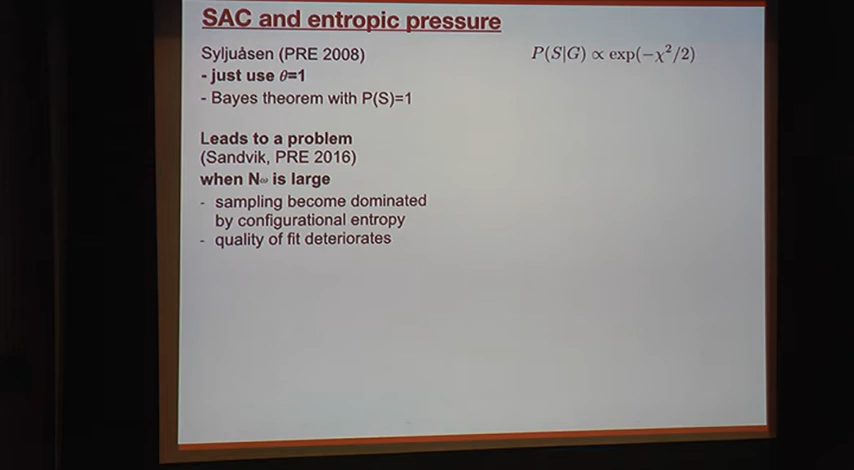 SAC and entropic pressure
Syljuåsen (PRE 2008)
- just use θ=1
- Bayes theorem with P(S)=1
P(S|G) ∝ exp(−χ²/2)
Leads to a problem
(Sandvik, PRE 2016)
when Nω is large
- sampling become dominated
by configurational entropy
- quality of fit deteriorates